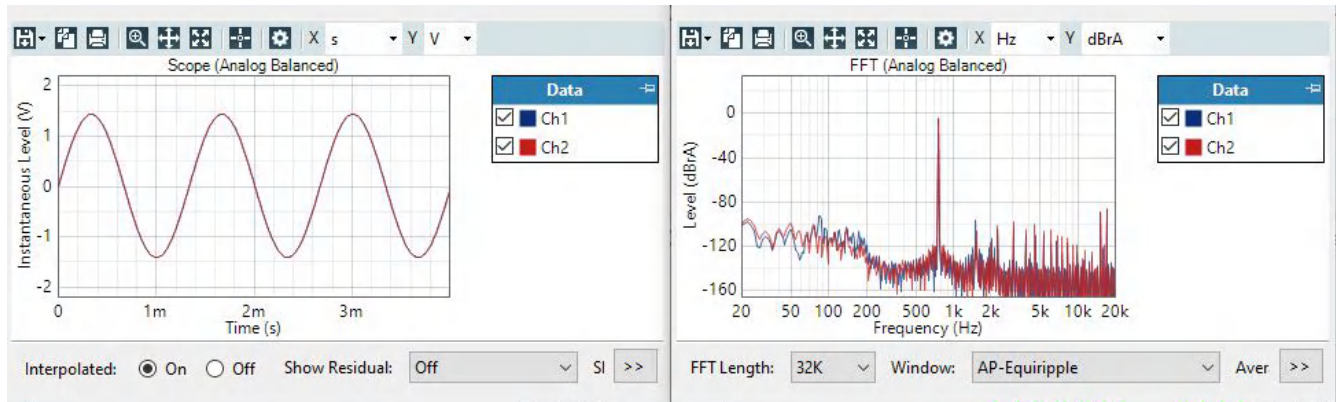 X s Y V
Scope (Analog Balanced)
Instantaneous Level (V)
2
1
0
-1
-2
0 1m 2m 3m
Time (s)
Data
Ch1
Ch2
Interpolated: On Off Show Residual: Off SI >>
X Hz Y dBrA
FFT (Analog Balanced)
Level (dBrA)
0
-40
-80
-120
-160
20 50 100 200 500 1k 2k 5k 10k 20k
Frequency (Hz)
Data
Ch1
Ch2
FFT Length: 32K Window: AP-Equiripple Aver >>